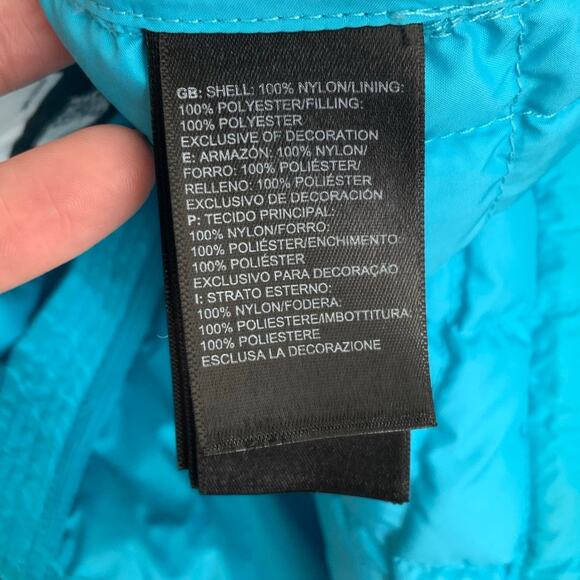 GB: SHELL: 100% NYLON/LINING:
100% POLYESTER/FILLING:
100% POLYESTER
EXCLUSIVE OF DECORATION
E: ARMAZÓN: 100% NYLON/
FORRO: 100% POLIÉSTER/
RELLENO: 100% POLIÉSTER
EXCLUSIVO DE DECORACIÓN
P: TECIDO PRINCIPAL:
100% NYLON/FORRO:
100% POLIÉSTER/ENCHIMENTO:
100% POLIÉSTER
EXCLUSIVO PARA DECORAÇÃO
I: STRATO ESTERNO:
100% NYLON/FODERA:
100% POLIESTERE/IMBOTTITURA:
100% POLIESTERE
ESCLUSA LA DECORAZIONE